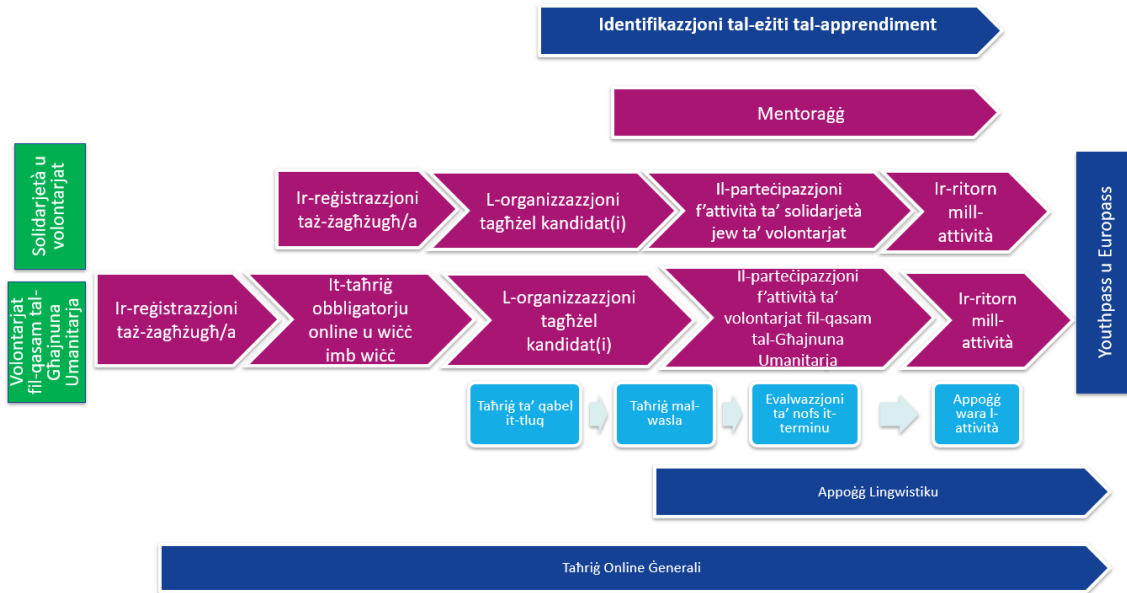 Identifikazzjoni tal-eżiti tal-apprendiment
Mentoraġġ
Solidarjetà u
volontarjat
Ir-reġistrazzjoni
taż-żagħżugħ/a
L-organizzazzjoni
tagħżel kandidat(i)
Il-parteċipazzjoni
f'attività ta' solidarjetà
jew ta' volontarjat
Ir-ritorn
mill-
attività
Volontarjat
fil-qasam tal-
Għajnuna
Umanitarja
Ir-reġistrazzjoni
taż-żagħżugħ/a
It-taħriġ
obbligatorju
online u wiċċ
imb wiċċ
L-organizzazzjoni
tagħżel
kandidat(i)
Il-parteċipazzjoni
f'attività ta'
volontarjat fil-qasam
tal-Għajnuna
Umanitarja
Ir-ritorn
mill-
attività
Youthpass u Europass
Taħriġ ta' qabel
it-tluq
Taħriġ mal-
wasla
Evalwazzjoni
ta' nofs it-
terminu
Appoġġ
wara l-
attività
Appoġġ Lingwistiku
Taħriġ Online Ġenerali